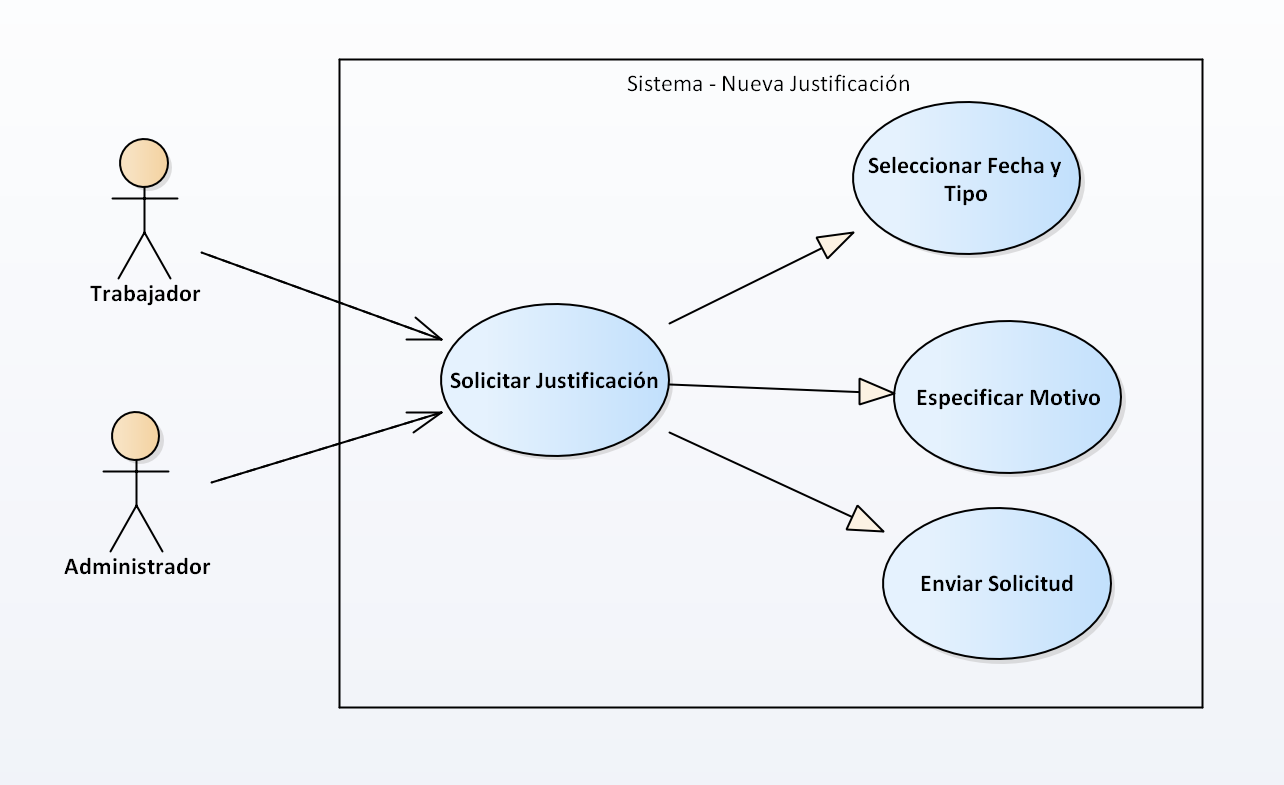 Sistema - Nueva Justificación
Seleccionar Fecha y
Tipo
Trabajador
Solicitar Justificación
Especificar Motivo
Administrador
Enviar Solicitud